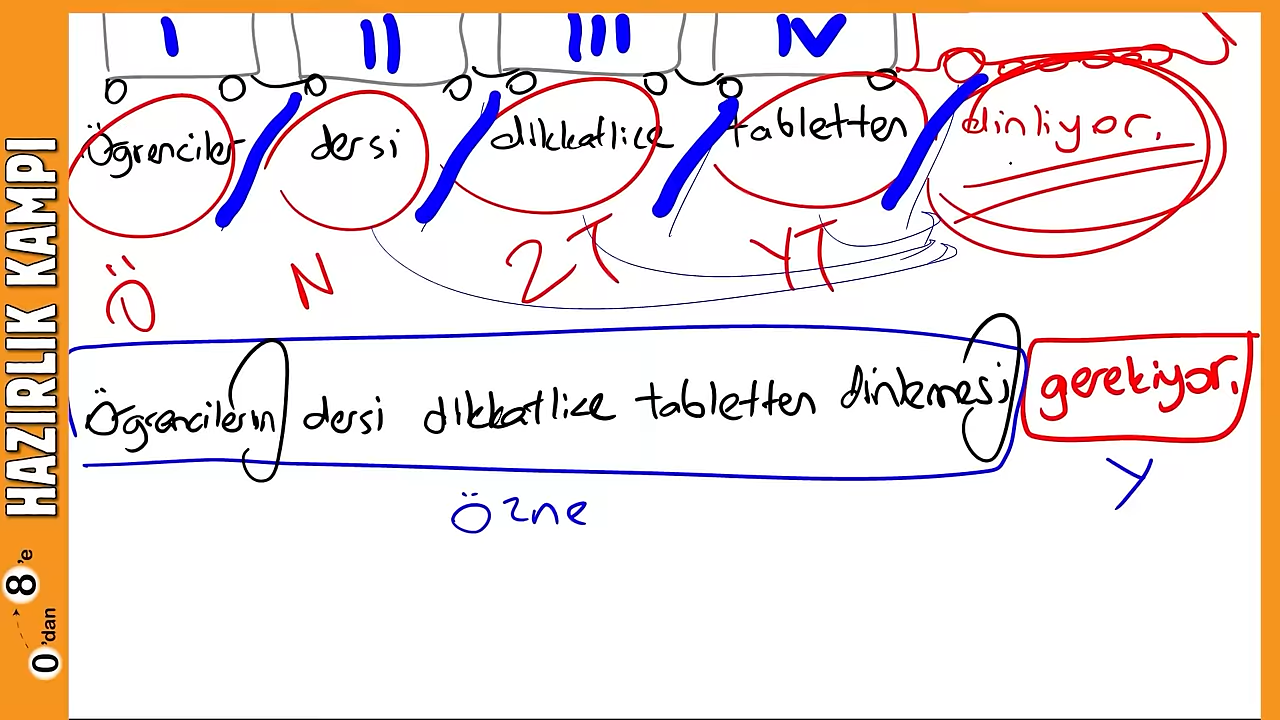 I II III IV
Öğrenciler dersi dikkatlice tabletten dinliyor.
Ö N ZT YT
Öğrencilerin dersi dikkatlice tabletten dinlemesi gerekiyor.
Özne Y
HAZIRLIK KAMPI
0'dan 8'e